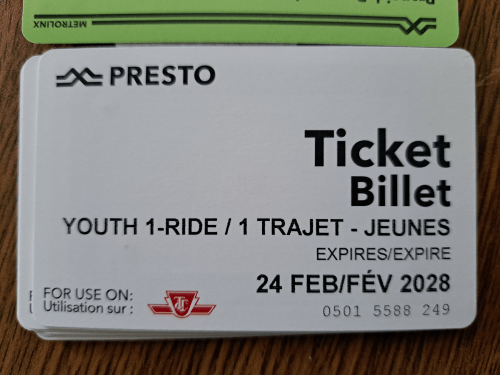 METROLINX
PRESTO
Ticket
Billet
YOUTH 1-RIDE / 1 TRAJET - JEUNES
EXPIRES/EXPIRE
24 FEB/FÉV 2028
FOR USE ON:
Utilisation sur :
TTC
0501 5588 249